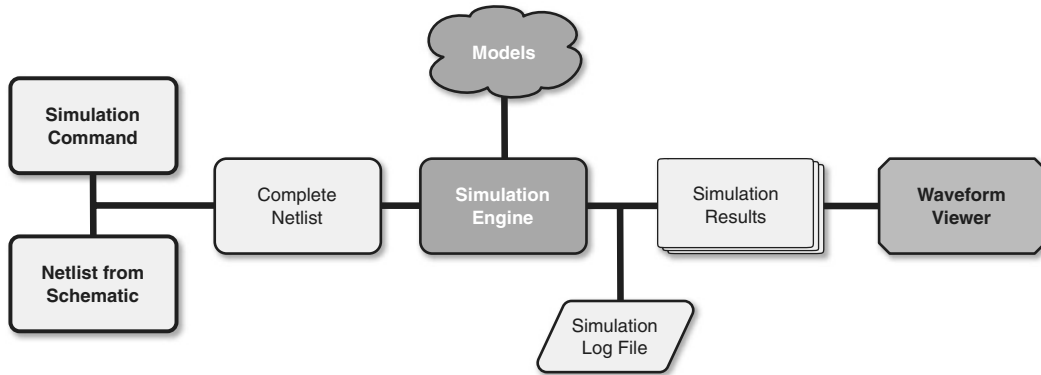 Models
Simulation
Command
Complete
Netlist
Simulation
Engine
Simulation
Results
Waveform
Viewer
Netlist from
Schematic
Simulation
Log File